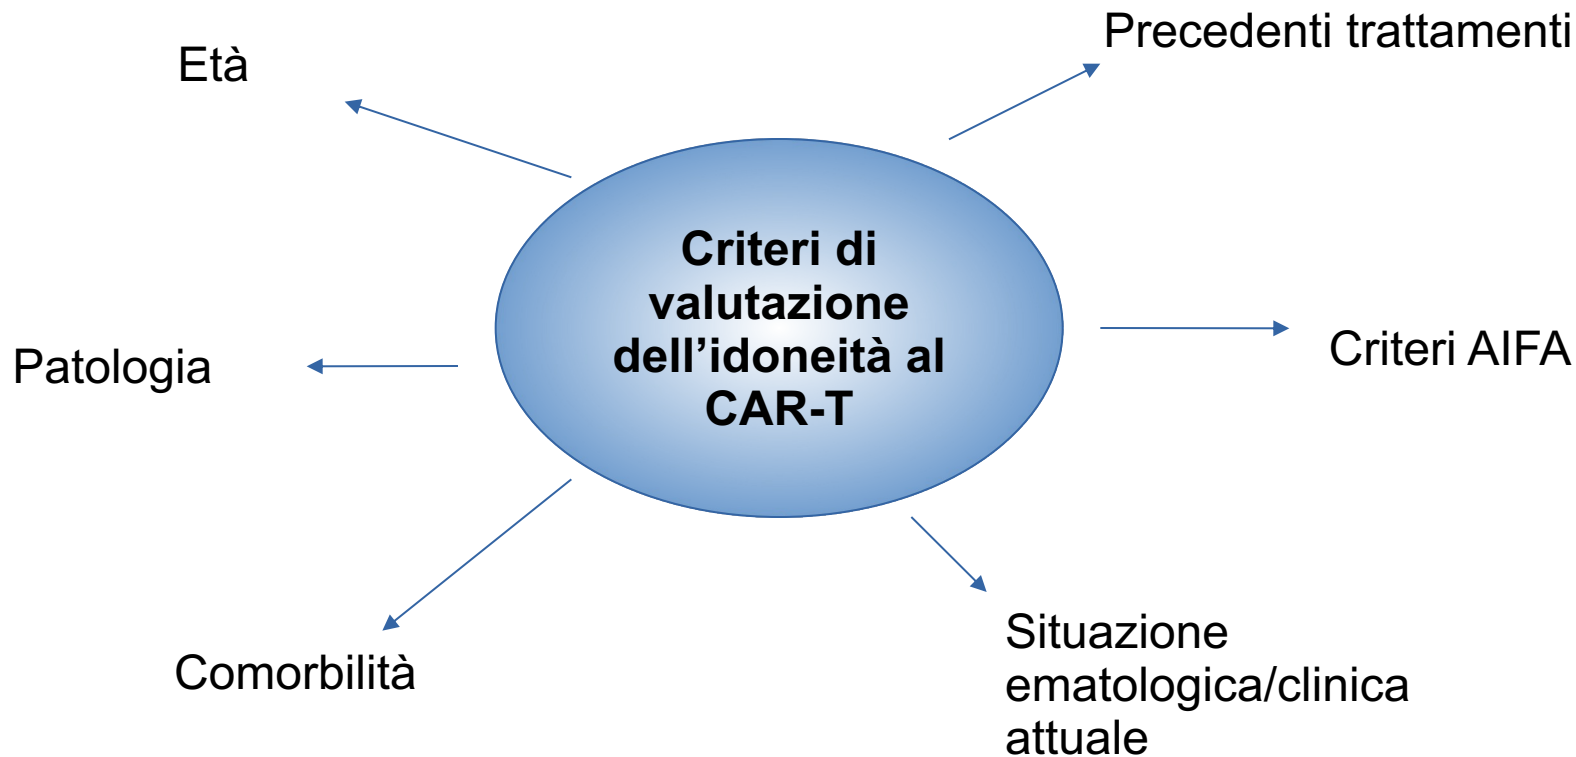 Precedenti trattamenti
Età
Criteri di
valutazione
dell’idoneità al
CAR-T
Criteri AIFA
Patologia
Situazione
ematologica/clinica
attuale
Comorbilità